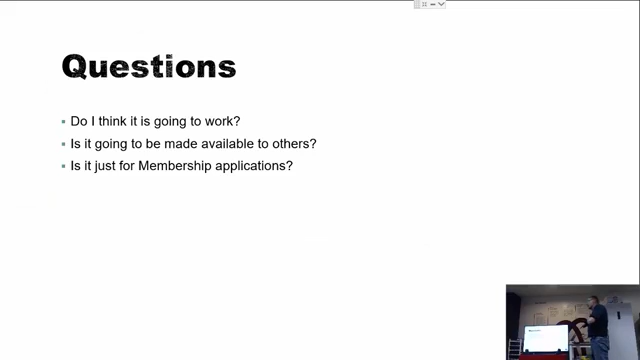 Questions
Do I think it is going to work?
Is it going to be made available to others?
Is it just for Membership applications?